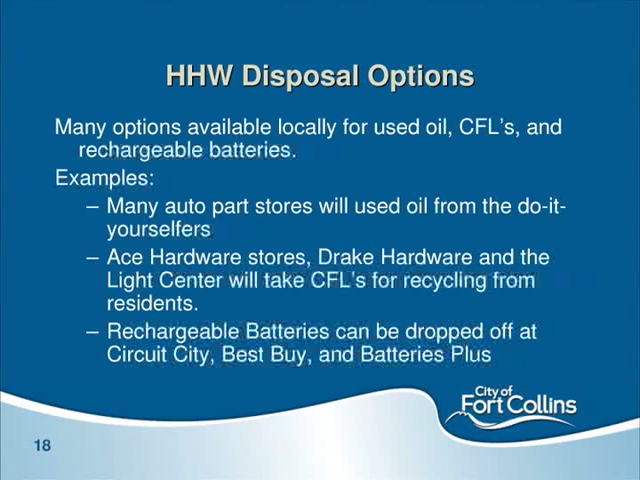 HHW Disposal Options
Many options available locally for used oil, CFL's, and
rechargeable batteries.
Examples:
– Many auto part stores will used oil from the do-it-
yourselfers
– Ace Hardware stores, Drake Hardware and the
Light Center will take CFL's for recycling from
residents.
– Rechargeable Batteries can be dropped off at
Circuit City, Best Buy, and Batteries Plus
City of
Fort Collins
18